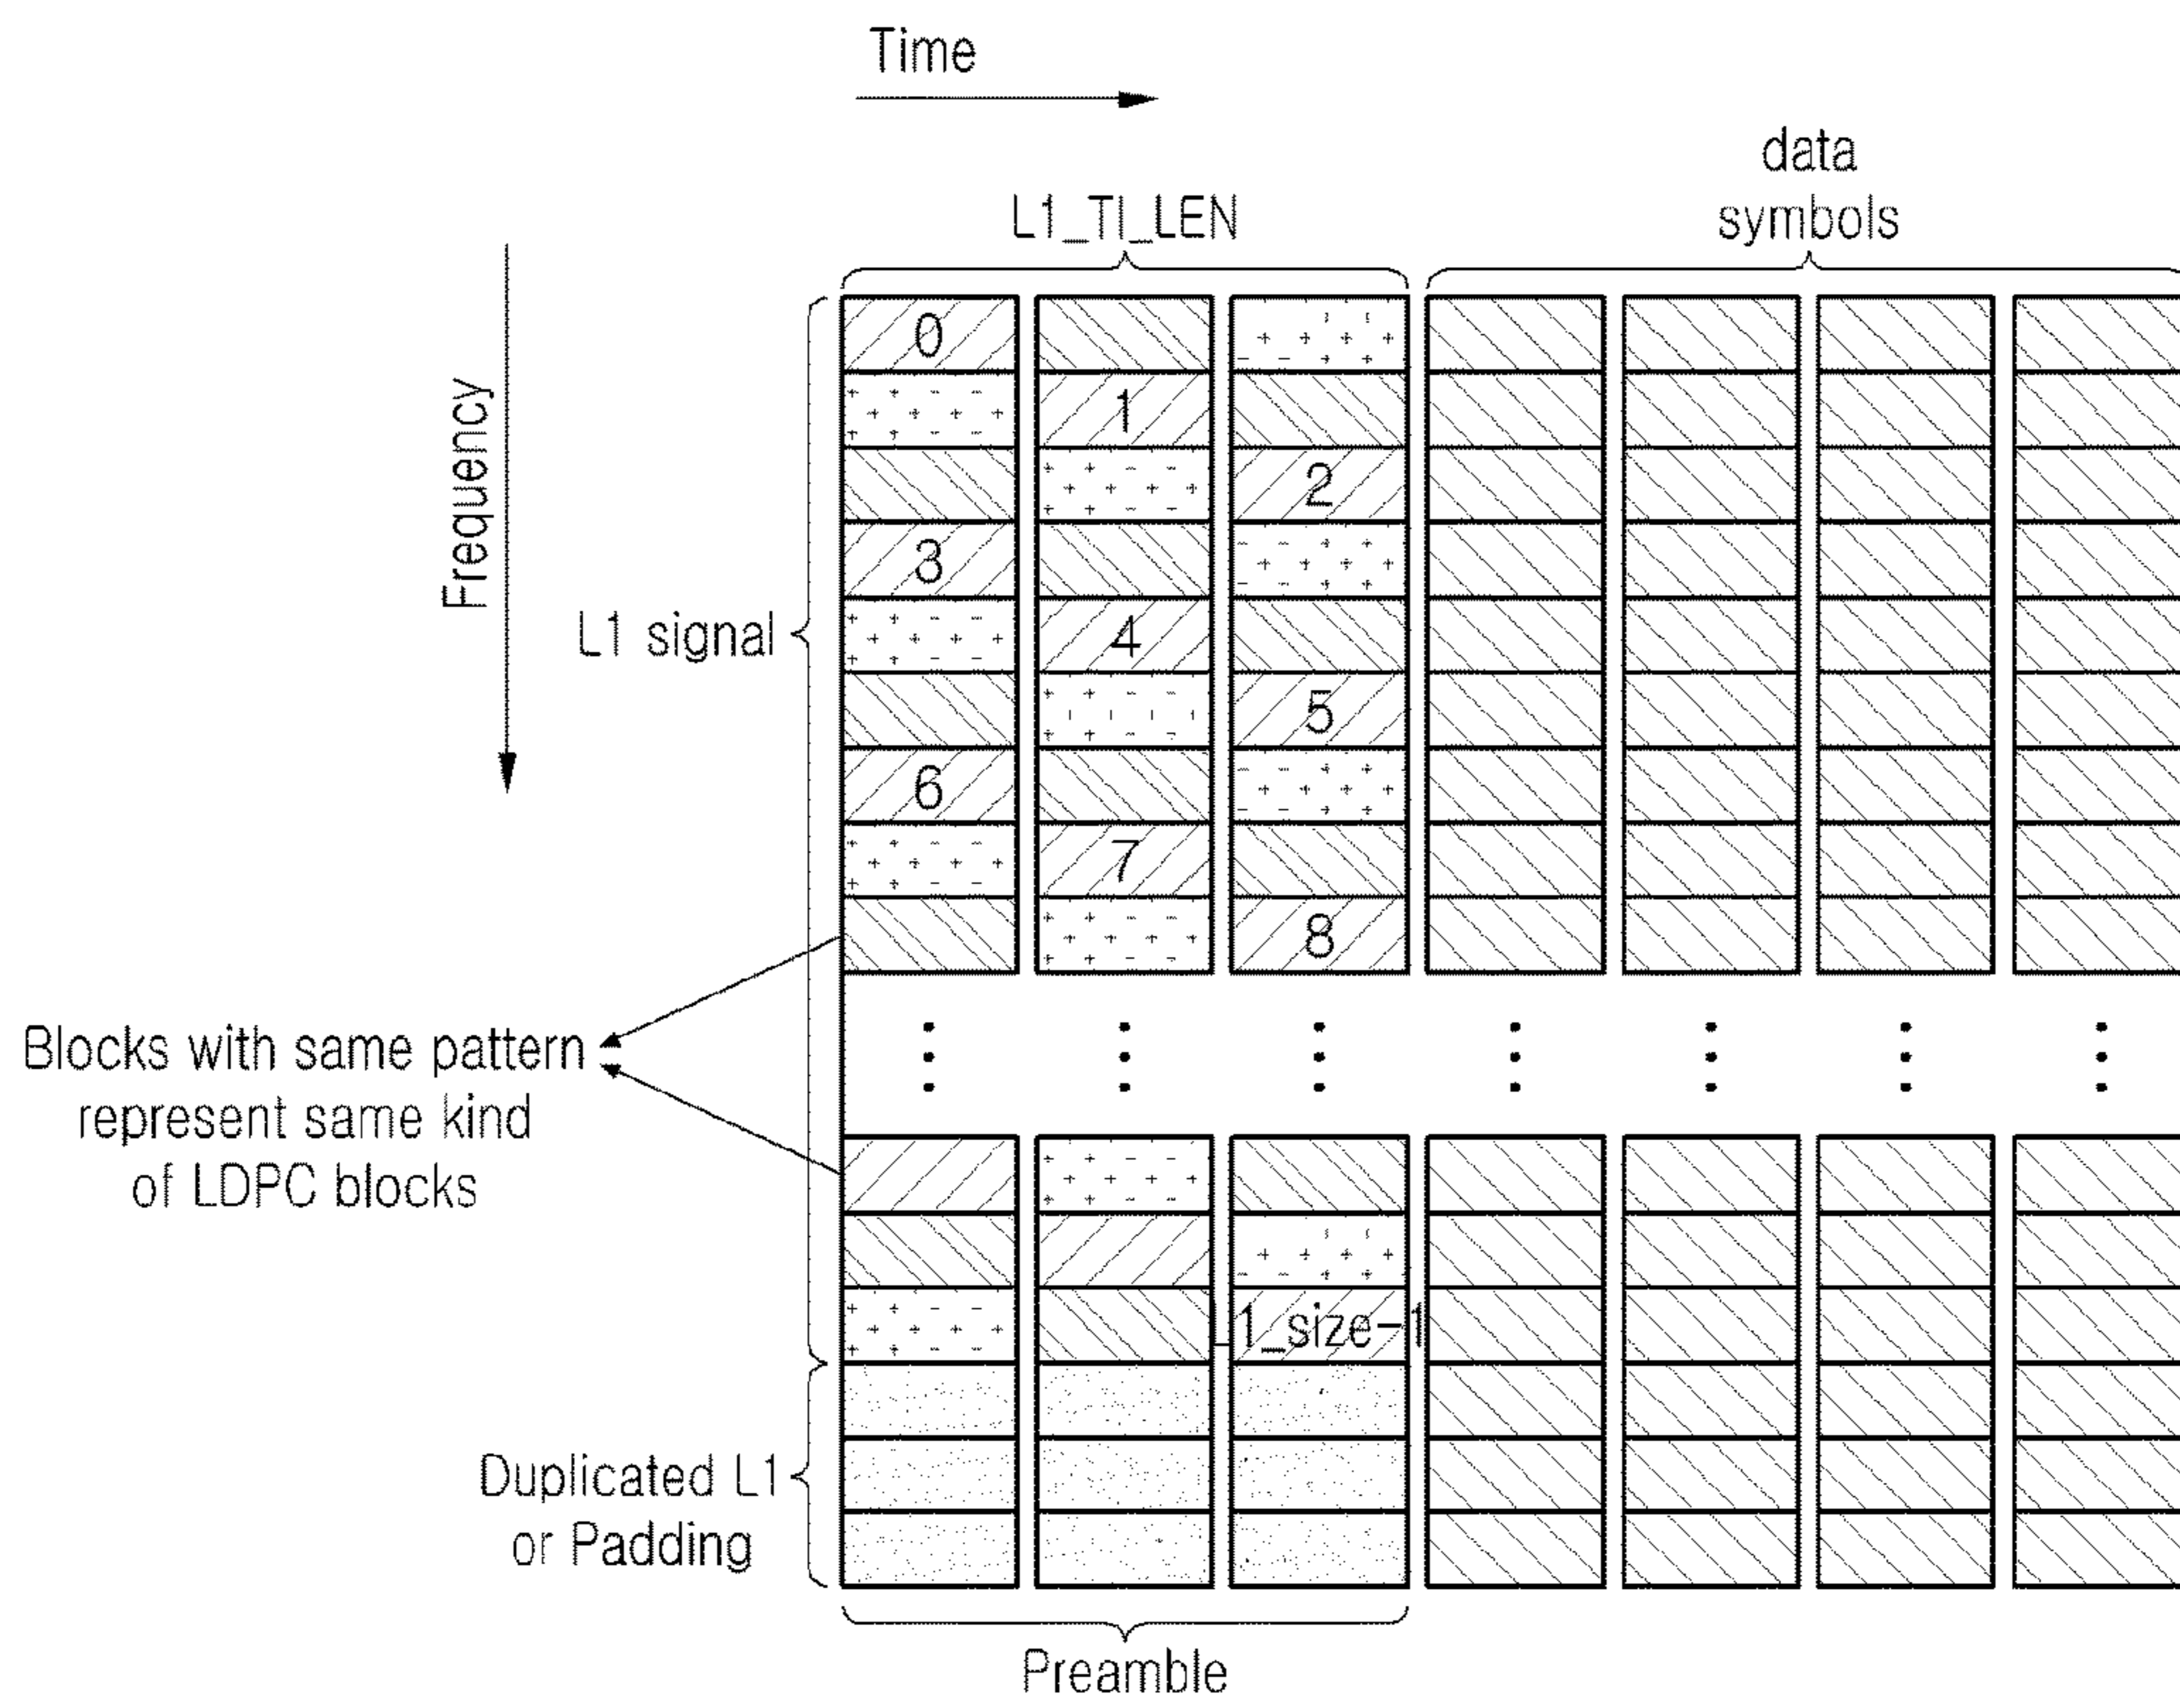 Time
data
symbols
L1_TI_LEN
Frequency
L1 signal
0
1
2
3
4
5
6
7
8
Blocks with same pattern
represent same kind
of LDPC blocks
L1_size-1
Duplicated L1
or Padding
Preamble